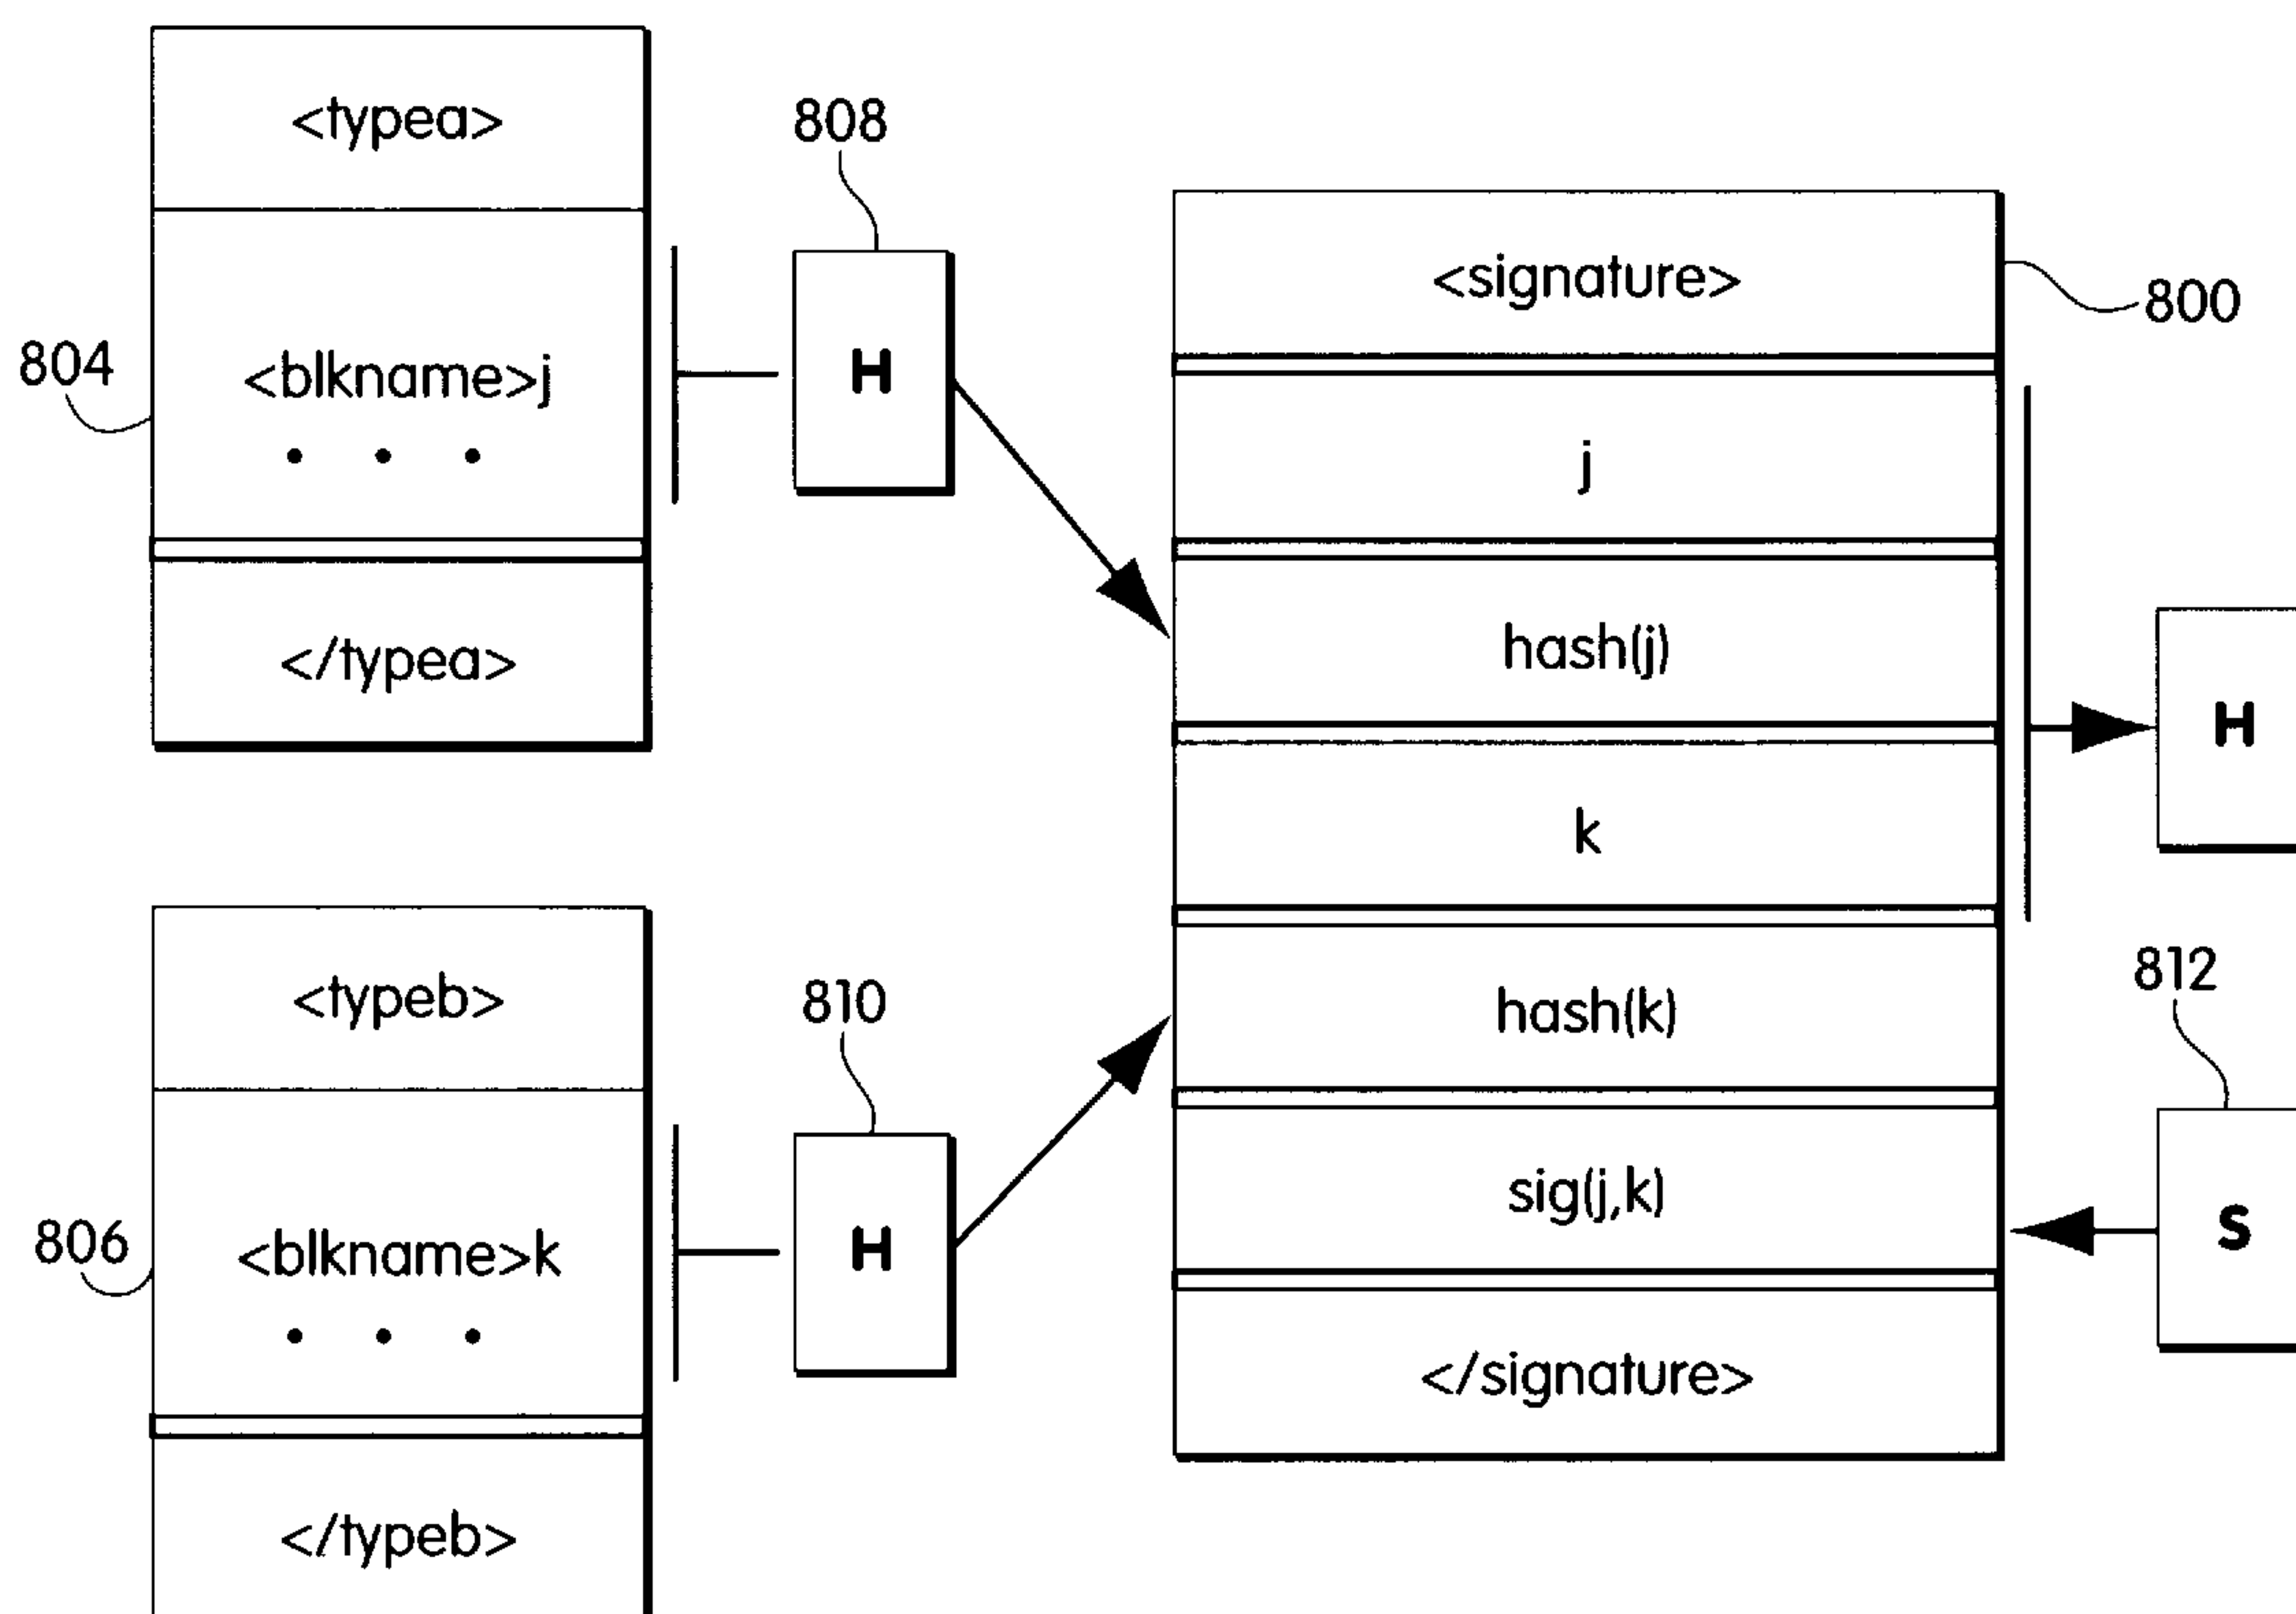 <typea>
808
<signature>
800
804
<blkname>j
• • •
H
j
hash(j)
</typea>
H
k
<typeb>
810
hash(k)
812
806
<blkname>k
• • •
H
sig(j,k)
S
</signature>
</typeb>